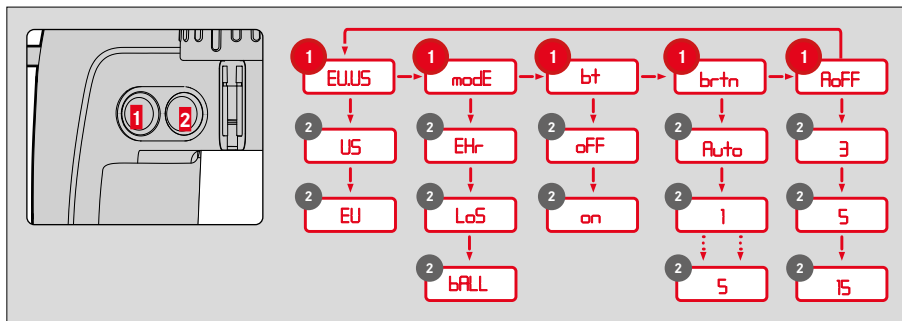 1 2
1 1 1 1 1
EU.US modE bt brtn AoFF
2 2 2 2 2
US EHr oFF Auto 3
2 2 2 2 2
EU LoS on 1 5
2 2 2
bALL 5 15